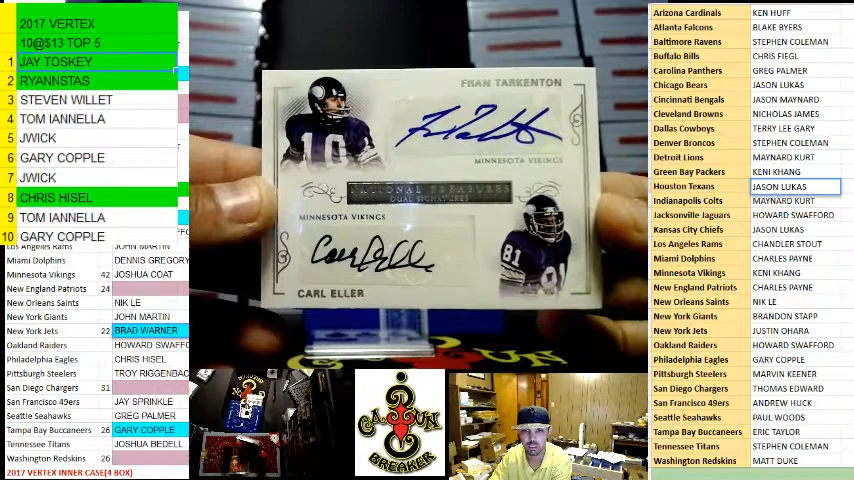 2017 VERTEX
10@$13 TOP 5
1 JAY TOSKEY
2 RYANNSTAS
3 STEVEN WILLET
4 TOM IANNELLA
5 JWICK
6 GARY COPPLE
7 JWICK
8 CHRIS HISEL
9 TOM IANNELLA
10 GARY COPPLE
Los Angeles Rams JOHN MARTIN
Miami Dolphins DENNIS GREGORY
Minnesota Vikings 42 JOSHUA COAT
New England Patriots 24
New Orleans Saints NIK LE
New York Giants JOHN MARTIN
New York Jets 22 BRAD WARNER
Oakland Raiders HOWARD SWAFFO
Philadelphia Eagles CHRIS HISEL
Pittsburgh Steelers TROY RIGGENBAC
San Diego Chargers 31
San Francisco 49ers JAY SPRINKLE
Seattle Seahawks GREG PALMER
Tampa Bay Buccaneers 26 GARY COPPLE
Tennessee Titans JOSHUA BEDELL
Washington Redskins 26
2017 VERTEX INNER CASE(4 BOX)
FRAN TARKENTON
MINNESOTA VIKINGS
NATIONAL TREASURES
DUAL SIGNATURES
MINNESOTA VIKINGS
CARL ELLER
10
81
CAJUN
BREAKER
Arizona Cardinals KEN HUFF
Atlanta Falcons BLAKE BYERS
Baltimore Ravens STEPHEN COLEMAN
Buffalo Bills CHRIS FIEGL
Carolina Panthers GREG PALMER
Chicago Bears JASON LUKAS
Cincinnati Bengals JASON MAYNARD
Cleveland Browns NICHOLAS JAMES
Dallas Cowboys TERRY LEE GARY
Denver Broncos STEPHEN COLEMAN
Detroit Lions MAYNARD KURT
Green Bay Packers KENI KHANG
Houston Texans JASON LUKAS
Indianapolis Colts MAYNARD KURT
Jacksonville Jaguars HOWARD SWAFFORD
Kansas City Chiefs JASON LUKAS
Los Angeles Rams CHANDLER STOUT
Miami Dolphins CHARLES PAYNE
Minnesota Vikings KENI KHANG
New England Patriots CHARLES PAYNE
New Orleans Saints NIK LE
New York Giants BRANDON STAPP
New York Jets JUSTIN OHARA
Oakland Raiders HOWARD SWAFFORD
Philadelphia Eagles GARY COPPLE
Pittsburgh Steelers MARVIN KEENER
San Diego Chargers THOMAS EDWARD
San Francisco 49ers ANDREW HUCK
Seattle Seahawks PAUL WOODS
Tampa Bay Buccaneers ERIC TAYLOR
Tennessee Titans STEPHEN COLEMAN
Washington Redskins MATT DUKE